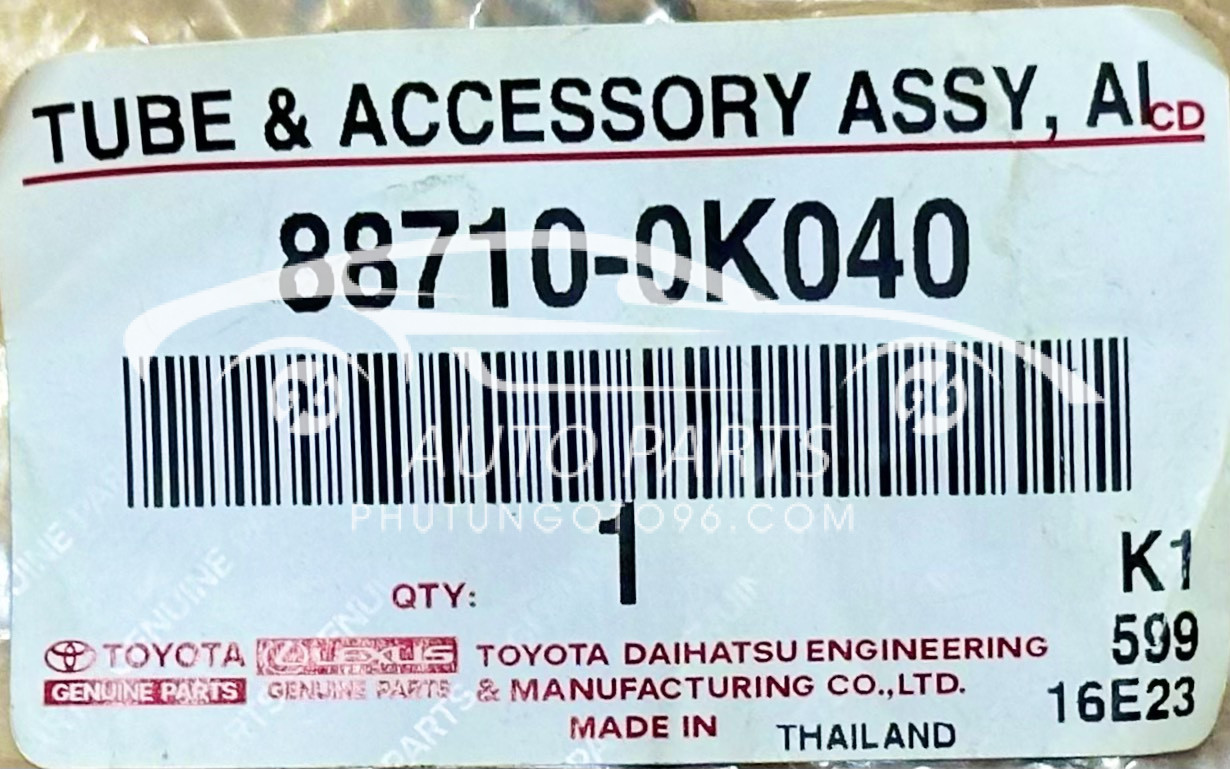 TUBE & ACCESSORY ASSY, AI
CD
88710-0K040
AUTO PARTS
PHUTUNGOTO96.COM
1
QTY:
K1
599
16E23
TOYOTA
GENUINE PARTS
LEXUS
GENUINE PARTS
TOYOTA DAIHATSU ENGINEERING
& MANUFACTURING CO.,LTD.
MADE IN THAILAND